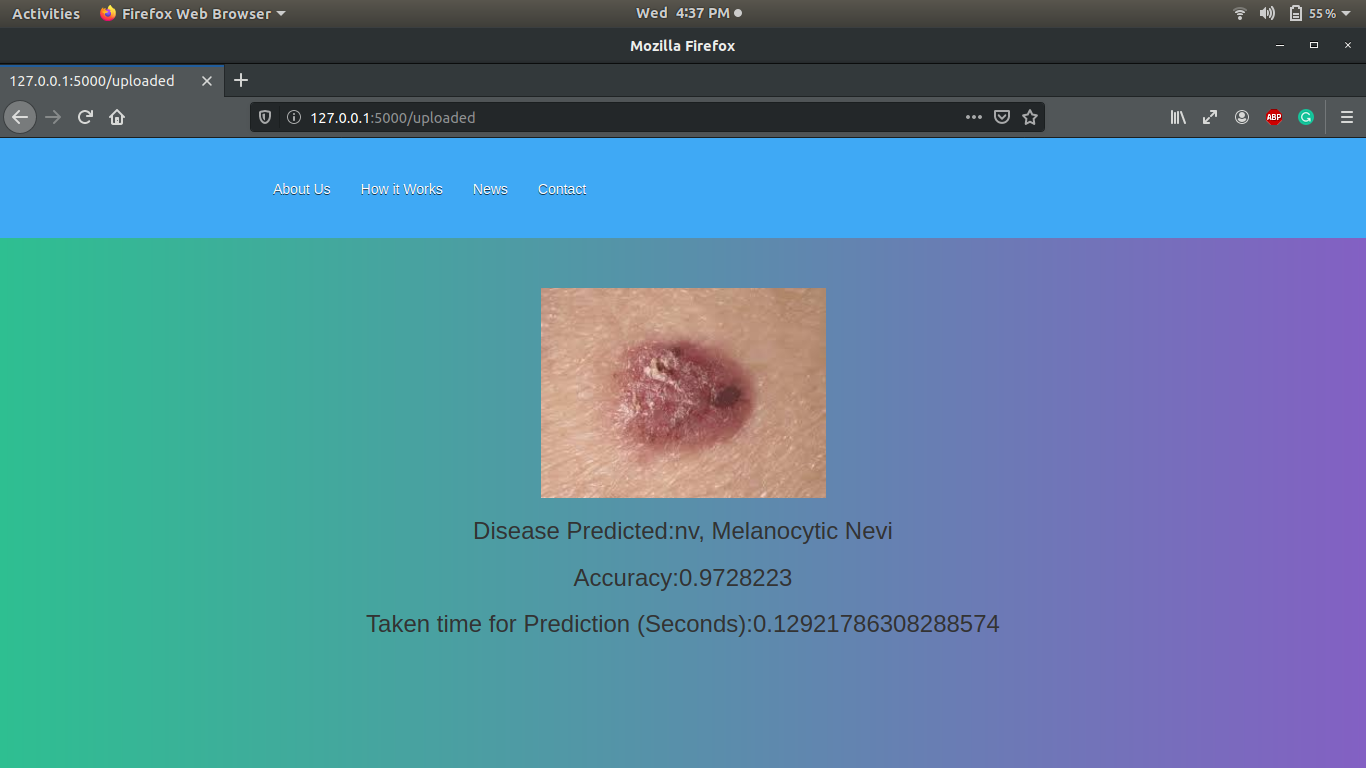 Activities Firefox Web Browser Wed 4:37 PM 55%
Mozilla Firefox
127.0.0.1:5000/uploaded
127.0.0.1:5000/uploaded ABP
About Us How it Works News Contact
Disease Predicted:nv, Melanocytic Nevi
Accuracy:0.9728223
Taken time for Prediction (Seconds):0.12921786308288574